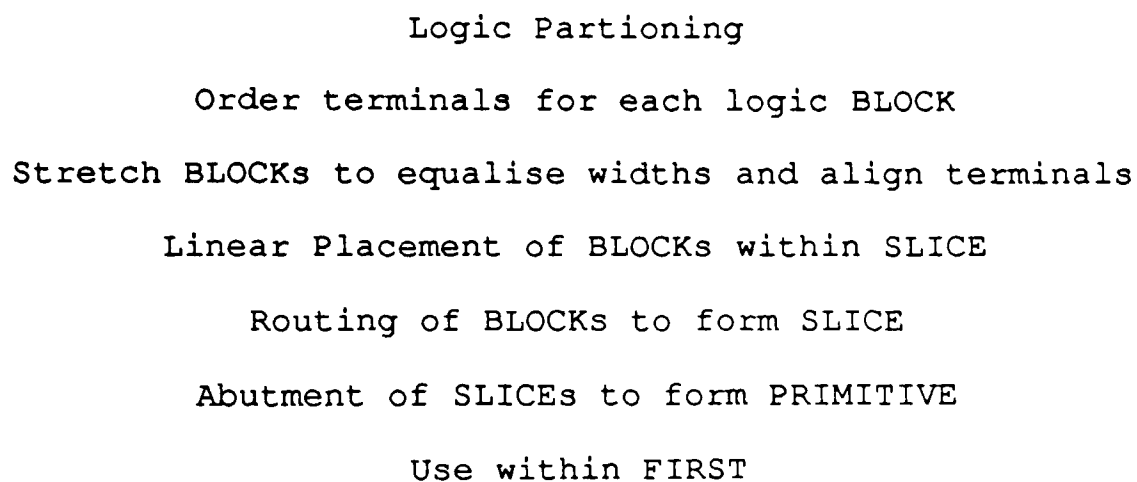 Logic Partioning
Order terminals for each logic BLOCK
Stretch BLOCKs to equalise widths and align terminals
Linear Placement of BLOCKs within SLICE
Routing of BLOCKs to form SLICE
Abutment of SLICEs to form PRIMITIVE
Use within FIRST